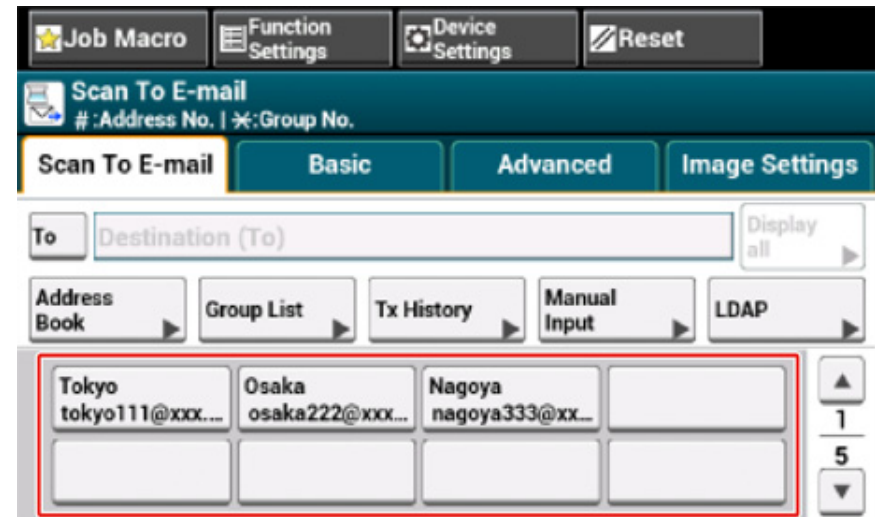 Job Macro
Function
Settings
Device
Settings
Reset
Scan To E-mail
#:Address No. | ⚹:Group No.
Scan To E-mail
Basic
Advanced
Image Settings
To
Destination (To)
Display
all
Address
Book
Group List
Tx History
Manual
Input
LDAP
Tokyo
tokyo111@xxx....
Osaka
osaka222@xxx...
Nagoya
nagoya333@xx...
1
5